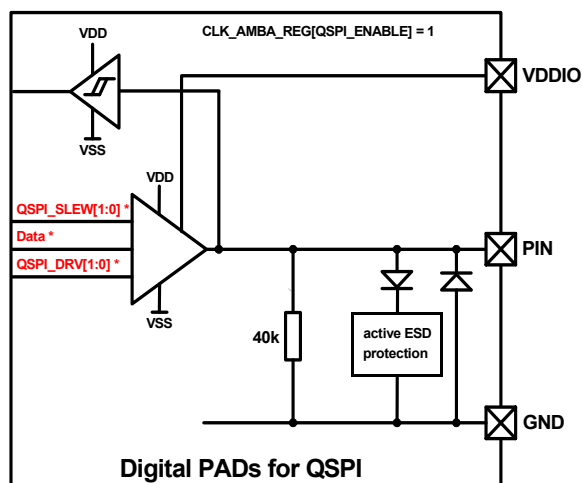 CLK_AMBA_REG[QSPI_ENABLE] = 1
VDD
VDDIO
VSS
VDD
QSPI_SLEW[1:0] *
Data *
QSPI_DRV[1:0] *
PIN
VSS
40k
active ESD
protection
GND
Digital PADs for QSPI